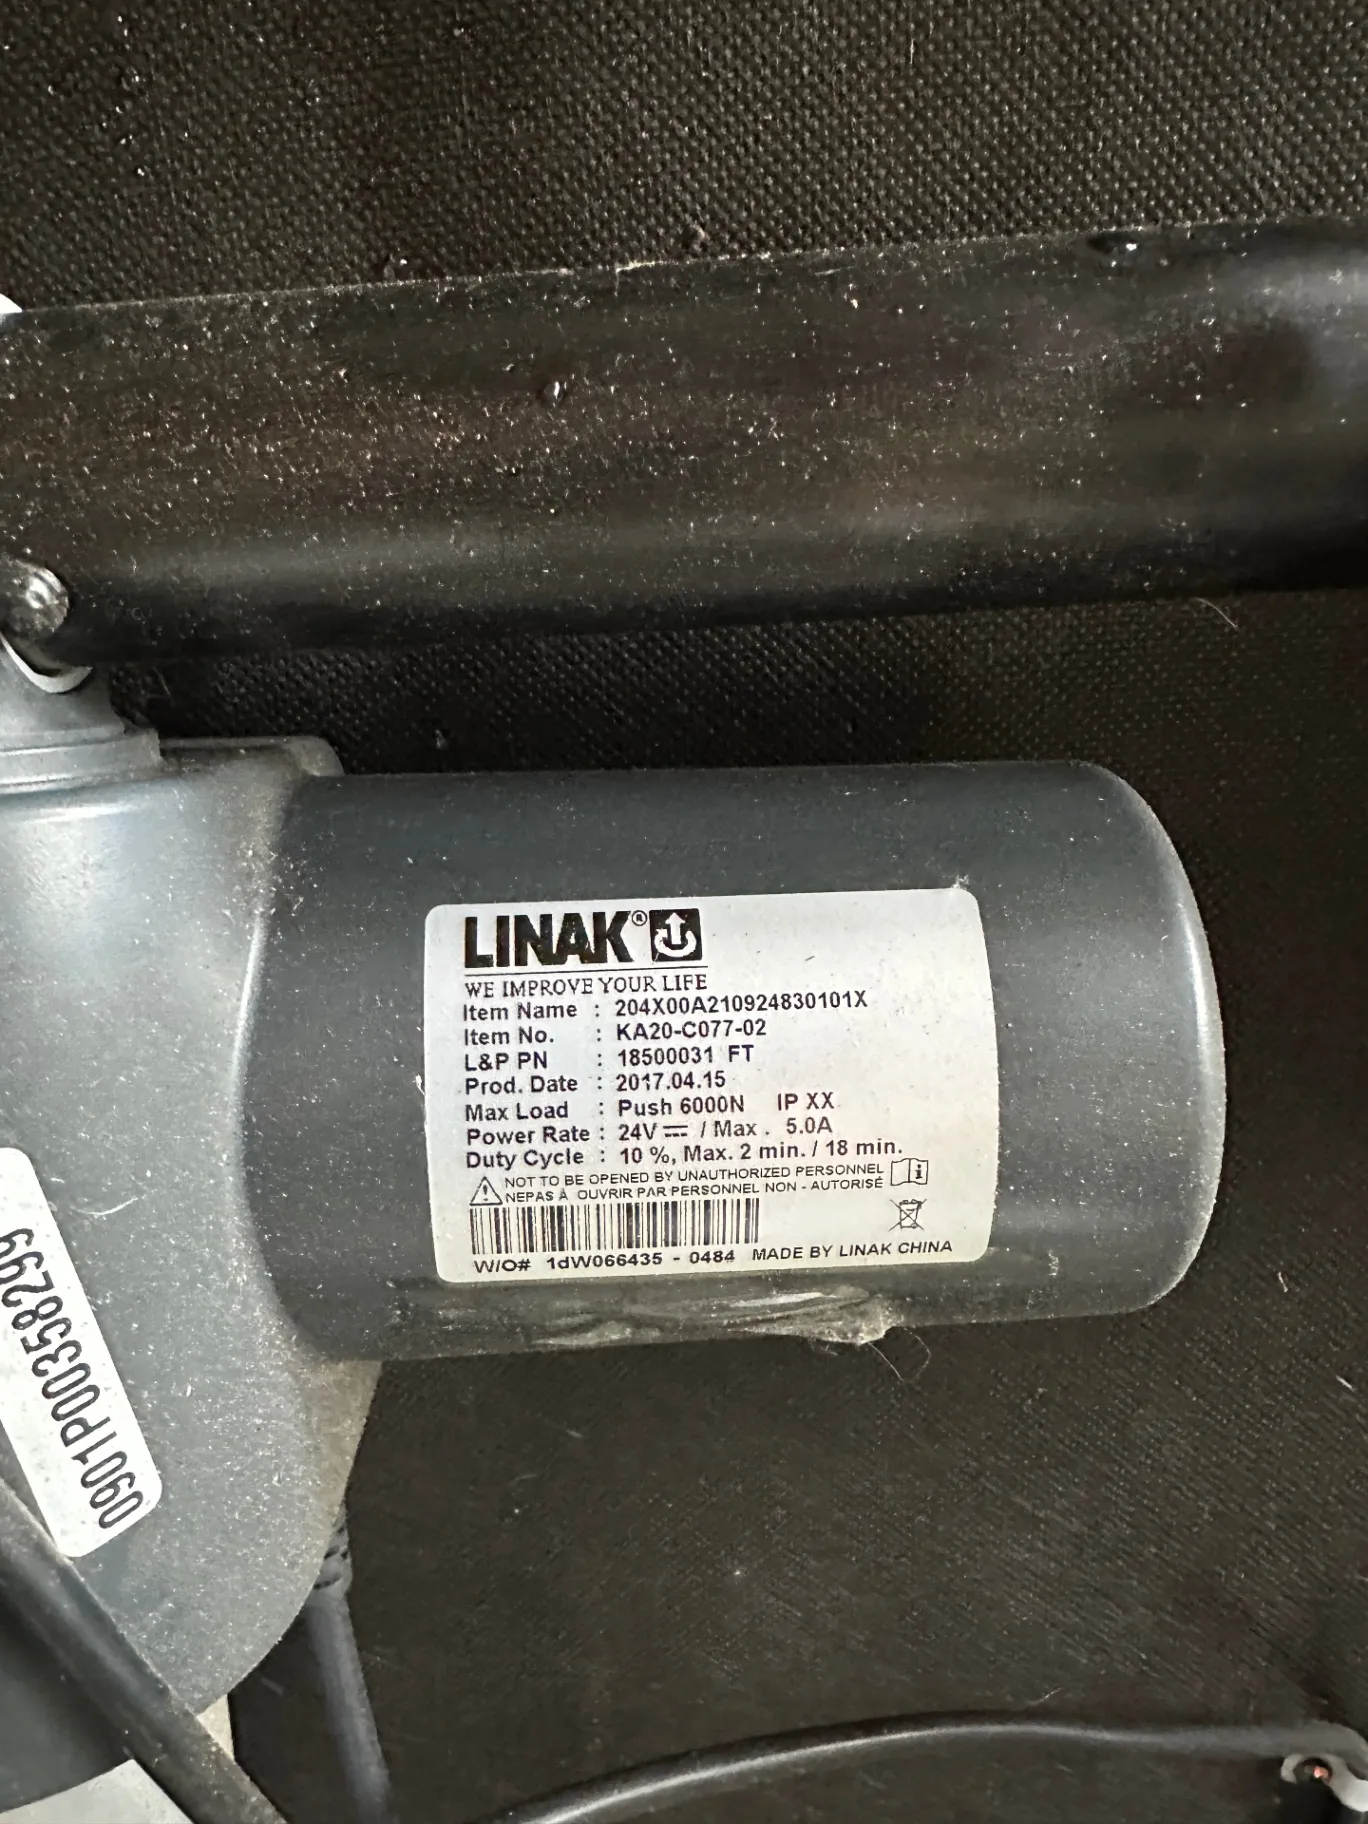 LINAK®
WE IMPROVE YOUR LIFE
Item Name : 204X00A210924830101X
Item No. : KA20-C077-02
L&P PN : 18500031 FT
Prod. Date : 2017.04.15
Max Load : Push 6000N IP XX
Power Rate : 24V ⎓ / Max . 5.0A
Duty Cycle : 10 %, Max. 2 min. / 18 min.
NOT TO BE OPENED BY UNAUTHORIZED PERSONNEL
NEPAS À OUVRIR PAR PERSONNEL NON - AUTORISÉ
W/O# 1dW066435 - 0484 MADE BY LINAK CHINA
0901P00358299